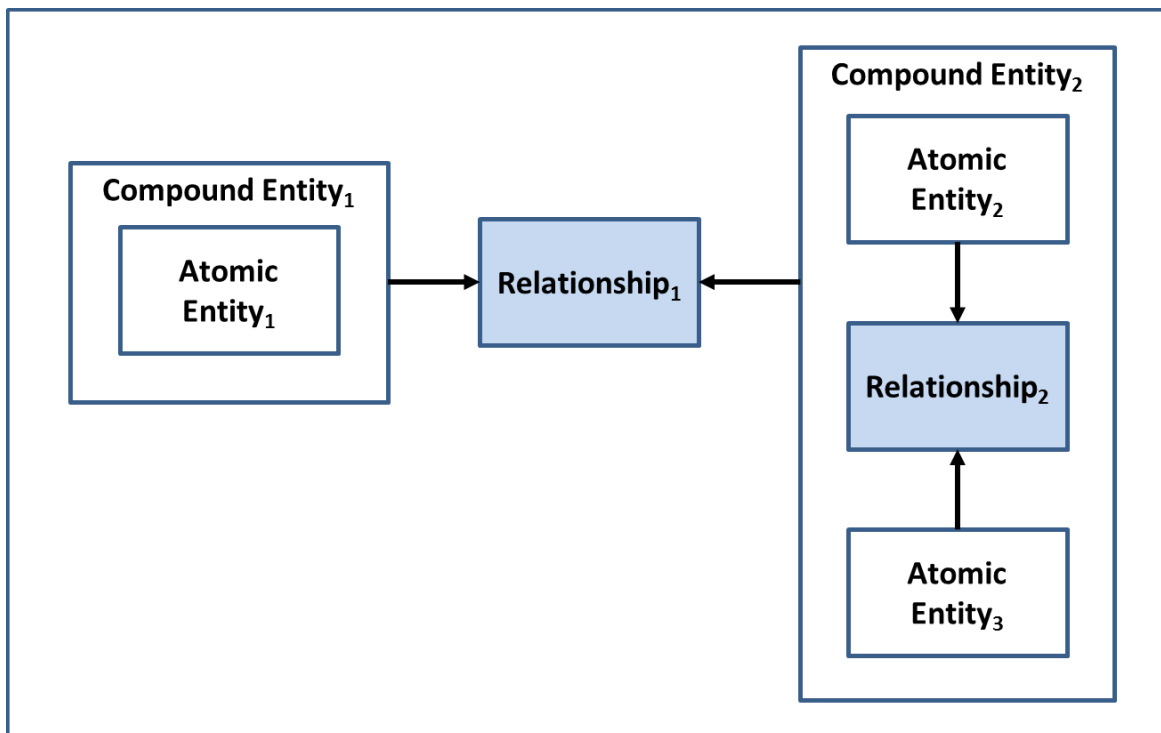 Compound Entity₁
Atomic
Entity₁
Relationship₁
Compound Entity₂
Atomic
Entity₂
Relationship₂
Atomic
Entity₃